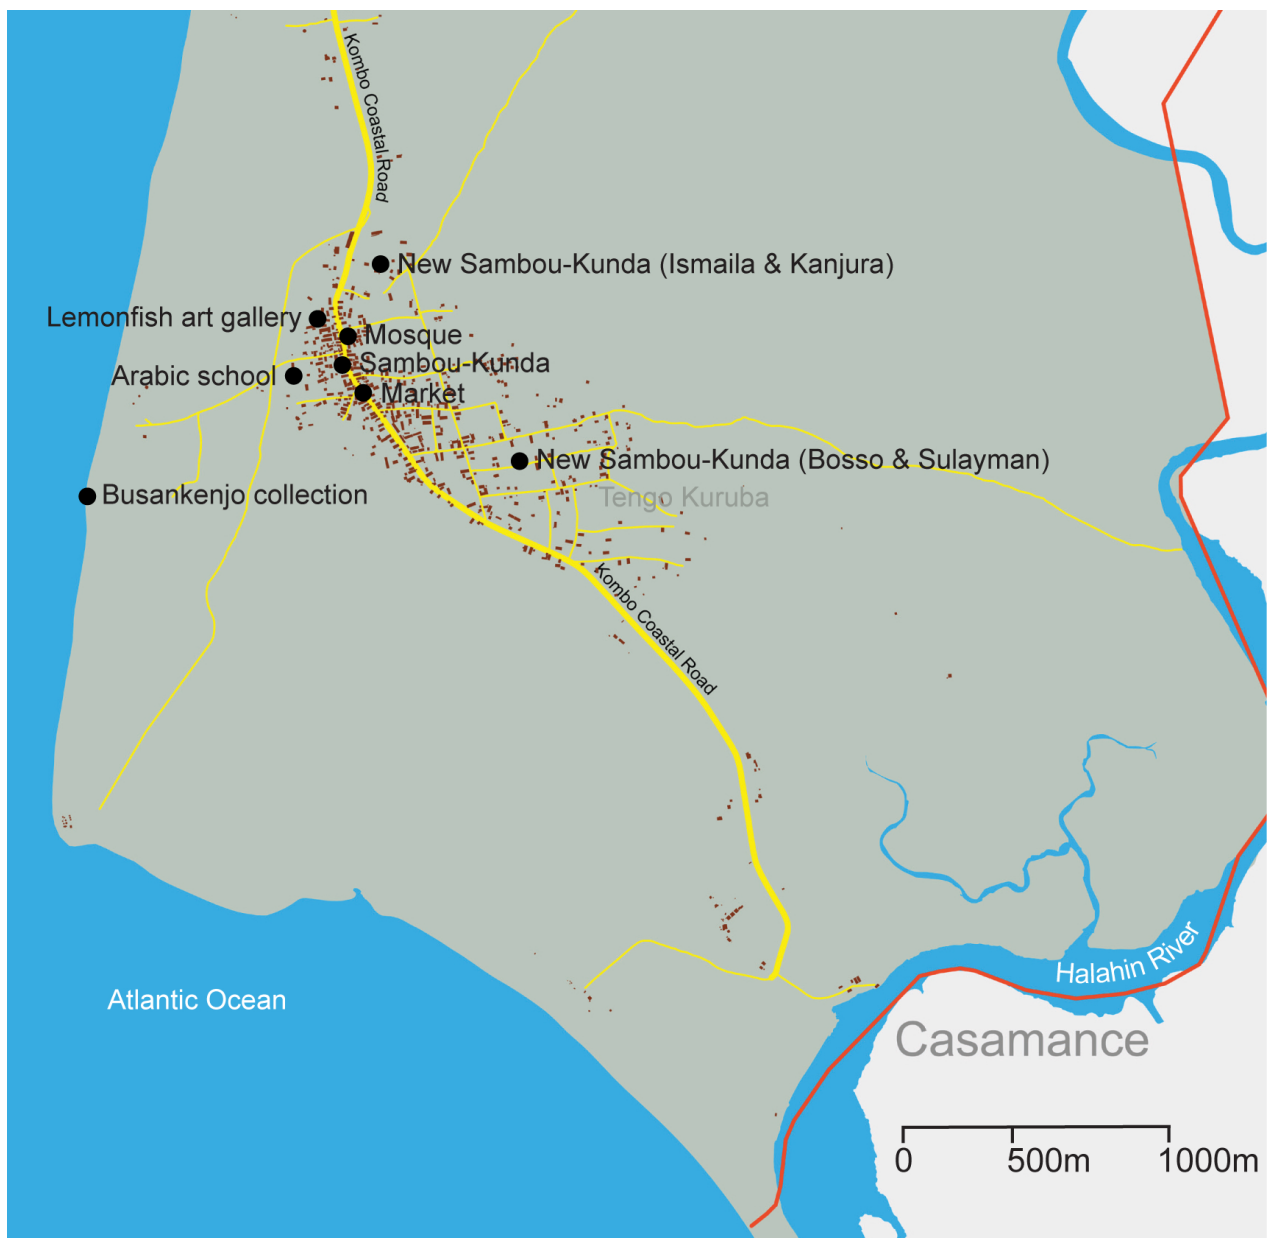 Kombo Coastal Road
New Sambou-Kunda (Ismaila & Kanjura)
Lemonfish art gallery
Mosque
Sambou-Kunda
Arabic school
Market
New Sambou-Kunda (Bosso & Sulayman)
Busankenjo collection
Tengo Kuruba
Kombo Coastal Road
Halahin River
Atlantic Ocean
Casamance
0 500m 1000m